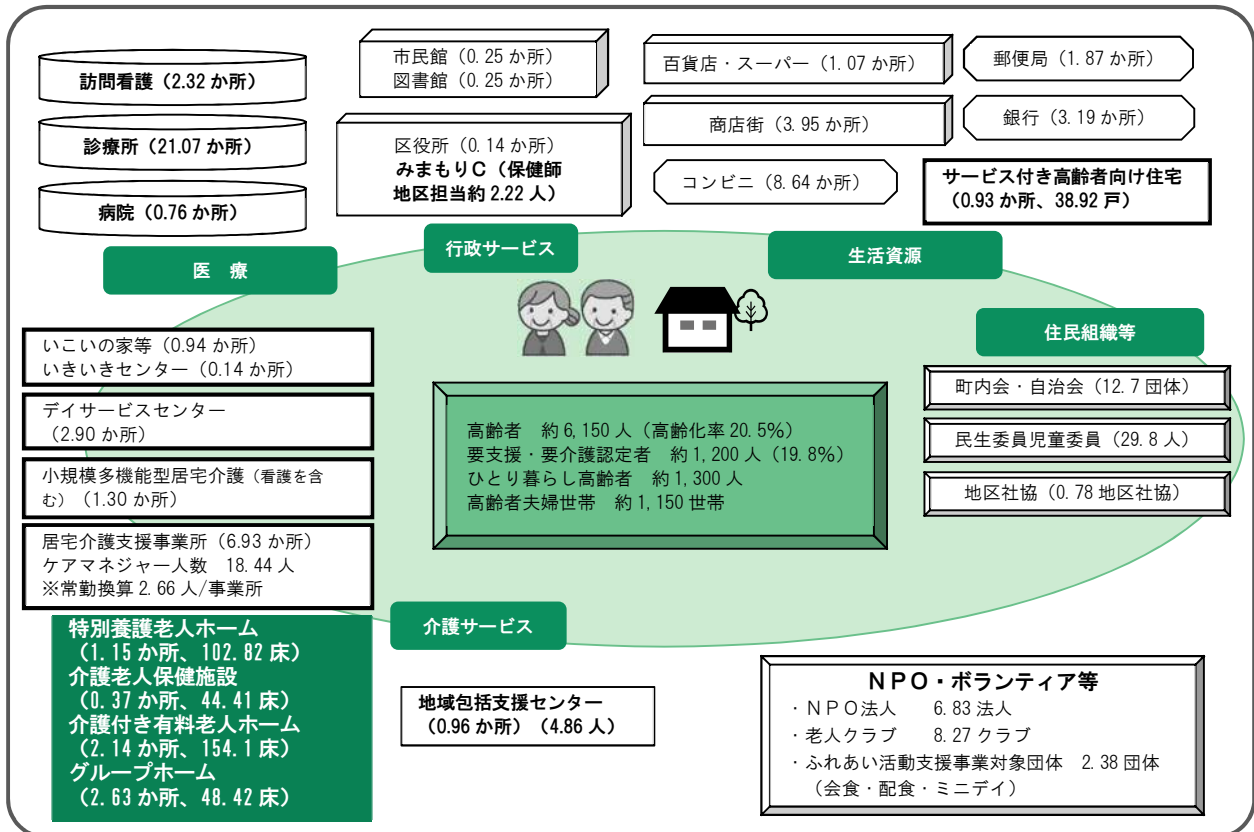 訪問看護（2.32 か所）
診療所（21.07 か所）
病院（0.76 か所）
市民館（0.25 か所）
図書館（0.25 か所）
区役所（0.14 か所）
みまもりＣ（保健師
地区担当約 2.22 人）
百貨店・スーパー（1.07 か所）
商店街（3.95 か所）
コンビニ（8.64 か所）
郵便局（1.87 か所）
銀行（3.19 か所）
サービス付き高齢者向け住宅
（0.93 か所、38.92 戸）
医　療
行政サービス
生活資源
住民組織等
いこいの家等（0.94 か所）
いきいきセンター（0.14 か所）
デイサービスセンター
（2.90 か所）
小規模多機能型居宅介護（看護を含
む）（1.30 か所）
居宅介護支援事業所（6.93 か所）
ケアマネジャー人数　18.44 人
※常勤換算 2.66 人/事業所
高齢者　約 6,150 人（高齢化率 20.5%）
要支援・要介護認定者　約 1,200 人（19.8%）
ひとり暮らし高齢者　約 1,300 人
高齢者夫婦世帯　約 1,150 世帯
町内会・自治会（12.7 団体）
民生委員児童委員（29.8 人）
地区社協（0.78 地区社協）
特別養護老人ホーム
（1.15 か所、102.82 床）
介護老人保健施設
（0.37 か所、44.41 床）
介護付き有料老人ホーム
（2.14 か所、154.1 床）
グループホーム
（2.63 か所、48.42 床）
介護サービス
地域包括支援センター
（0.96 か所）（4.86 人）
ＮＰＯ・ボランティア等
・ＮＰＯ法人　　6.83 法人
・老人クラブ　　8.27 クラブ
・ふれあい活動支援事業対象団体　2.38 団体
（会食・配食・ミニデイ）